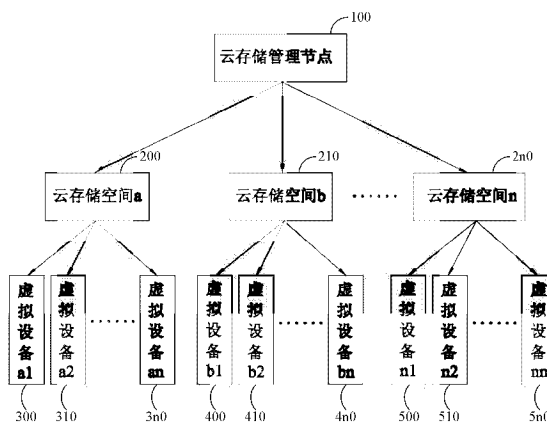 100
云存储管理节点
200
210
2n0
云存储空间a
云存储空间b
······
云存储空间n
虚拟设备a1
虚拟设备a2
······
虚拟设备an
虚拟设备b1
虚拟设备b2
······
虚拟设备bn
虚拟设备n1
虚拟设备n2
······
虚拟设备nn
300
310
3n0
400
410
4n0
500
510
5n0